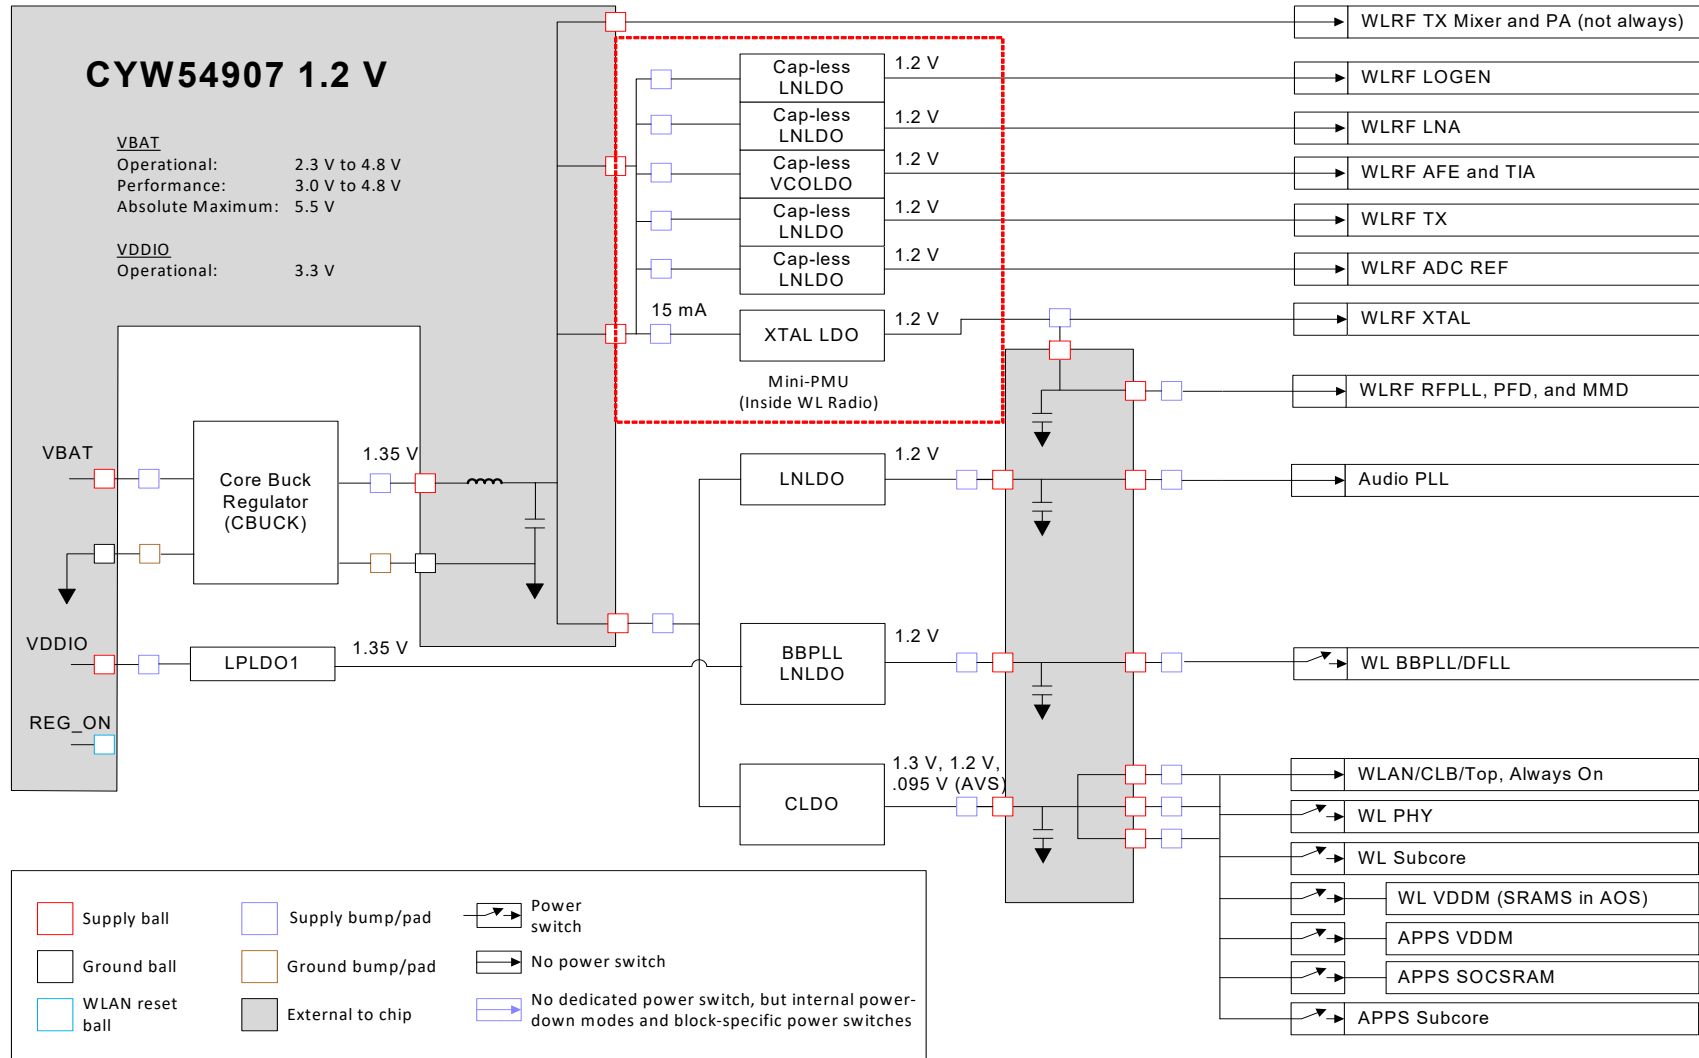 CYW54907 1.2 V
VBAT
Operational: 2.3 V to 4.8 V
Performance: 3.0 V to 4.8 V
Absolute Maximum: 5.5 V
VDDIO
Operational: 3.3 V
WLRF TX Mixer and PA (not always)
Cap-less
LNLDO
1.2 V
WLRF LOGEN
Cap-less
LNLDO
1.2 V
WLRF LNA
Cap-less
VCOLDO
1.2 V
WLRF AFE and TIA
Cap-less
LNLDO
1.2 V
WLRF TX
Cap-less
LNLDO
1.2 V
WLRF ADC REF
15 mA
XTAL LDO
1.2 V
WLRF XTAL
Mini-PMU
(Inside WL Radio)
WLRF RFPLL, PFD, and MMD
VBAT
Core Buck
Regulator
(CBUCK)
1.35 V
LNLDO
1.2 V
Audio PLL
VDDIO
LPLDO1
1.35 V
BBPLL
LNLDO
1.2 V
WL BBPLL/DFLL
REG_ON
CLDO
1.3 V, 1.2 V,
.095 V (AVS)
WLAN/CLB/Top, Always On
WL PHY
WL Subcore
WL VDDM (SRAMS in AOS)
APPS VDDM
APPS SOCSRAM
APPS Subcore
Supply ball
Supply bump/pad
Power
switch
Ground ball
Ground bump/pad
No power switch
WLAN reset
ball
External to chip
No dedicated power switch, but internal power-
down modes and block-specific power switches